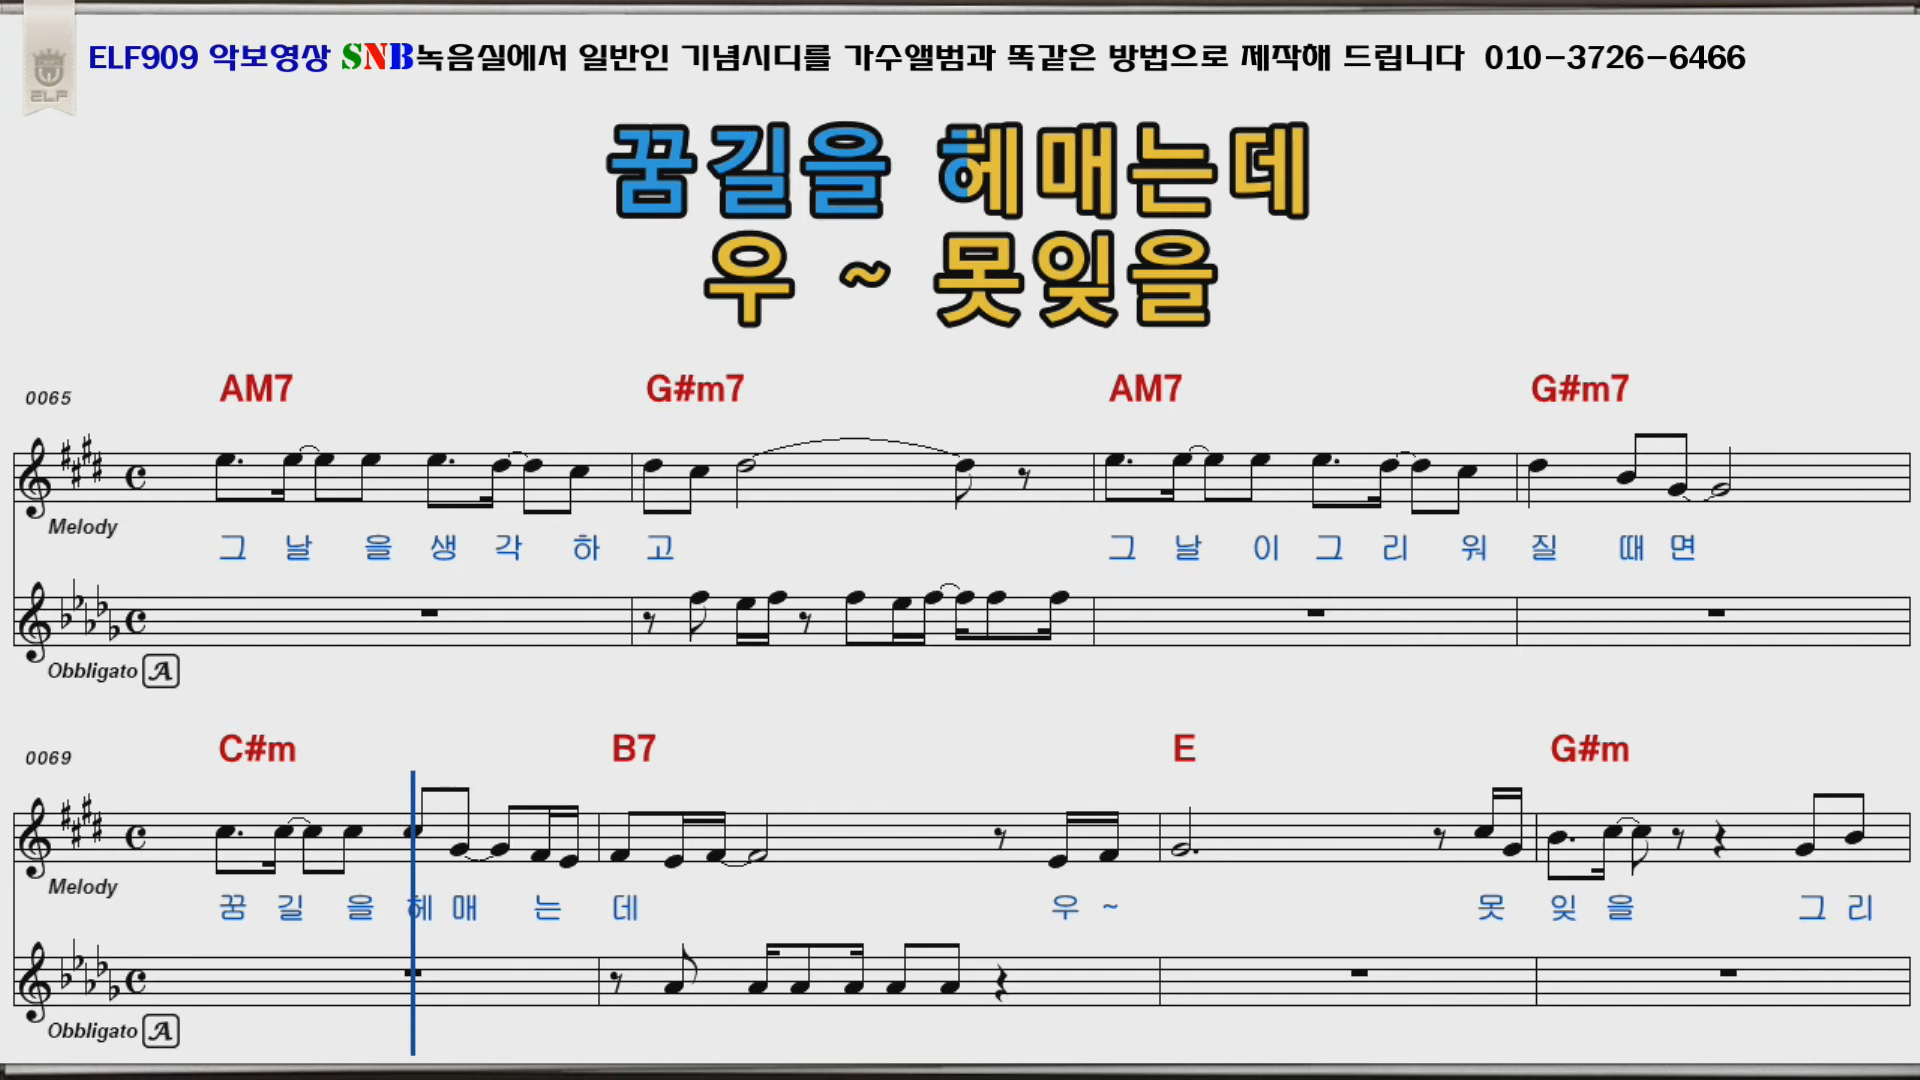 ELF
ELF909 악보영상 SNB녹음실에서 일반인 기념시디를 가수앨범과 똑같은 방법으로 제작해 드립니다 010-3726-6466
꿈길을 헤매는데
우 ~ 못잊을
0065 AM7 G#m7 AM7 G#m7
Melody
그 날 을 생 각 하 고 그 날 이 그 리 워 질 때 면
Obbligato A
0069 C#m B7 E G#m
Melody
꿈 길 을 헤 매 는 데 우 ~ 못 잊 을 그 리
Obbligato A